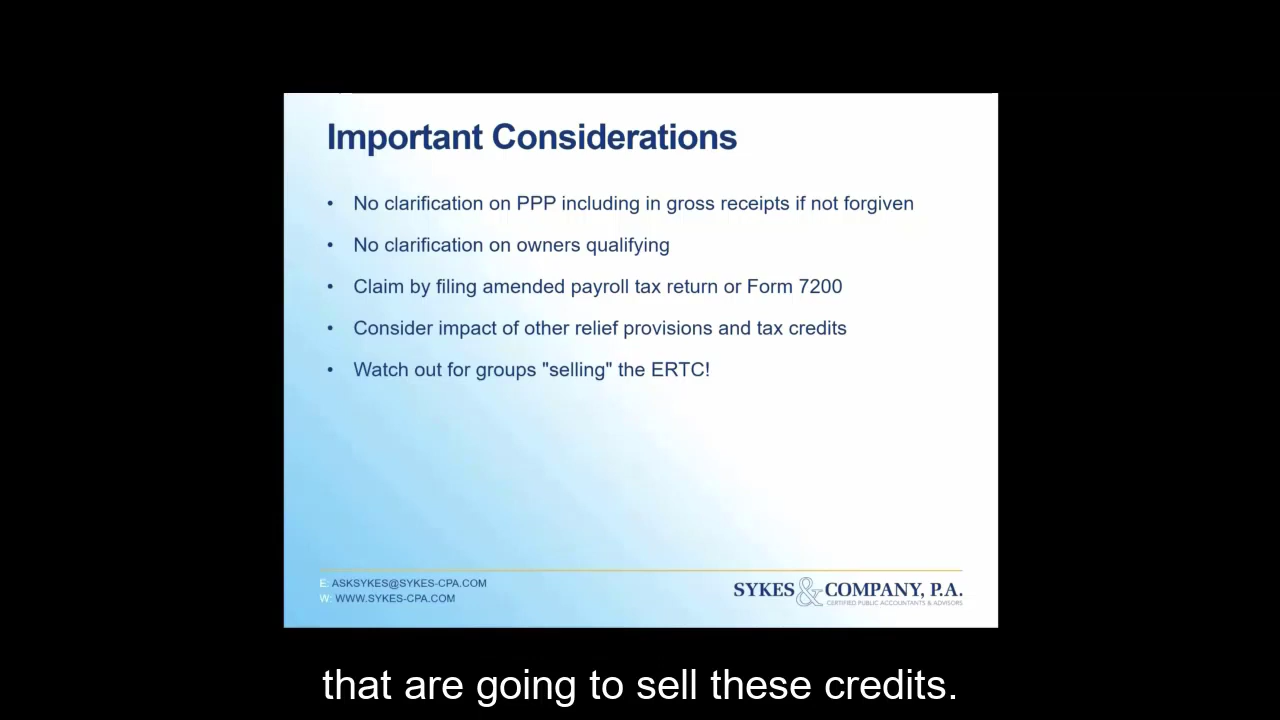 Important Considerations
• No clarification on PPP including in gross receipts if not forgiven
• No clarification on owners qualifying
• Claim by filing amended payroll tax return or Form 7200
• Consider impact of other relief provisions and tax credits
• Watch out for groups "selling" the ERTC!
E: ASKSYKES@SYKES-CPA.COM
W: WWW.SYKES-CPA.COM
SYKES & COMPANY, P.A.
CERTIFIED PUBLIC ACCOUNTANTS & ADVISORS
that are going to sell these credits.